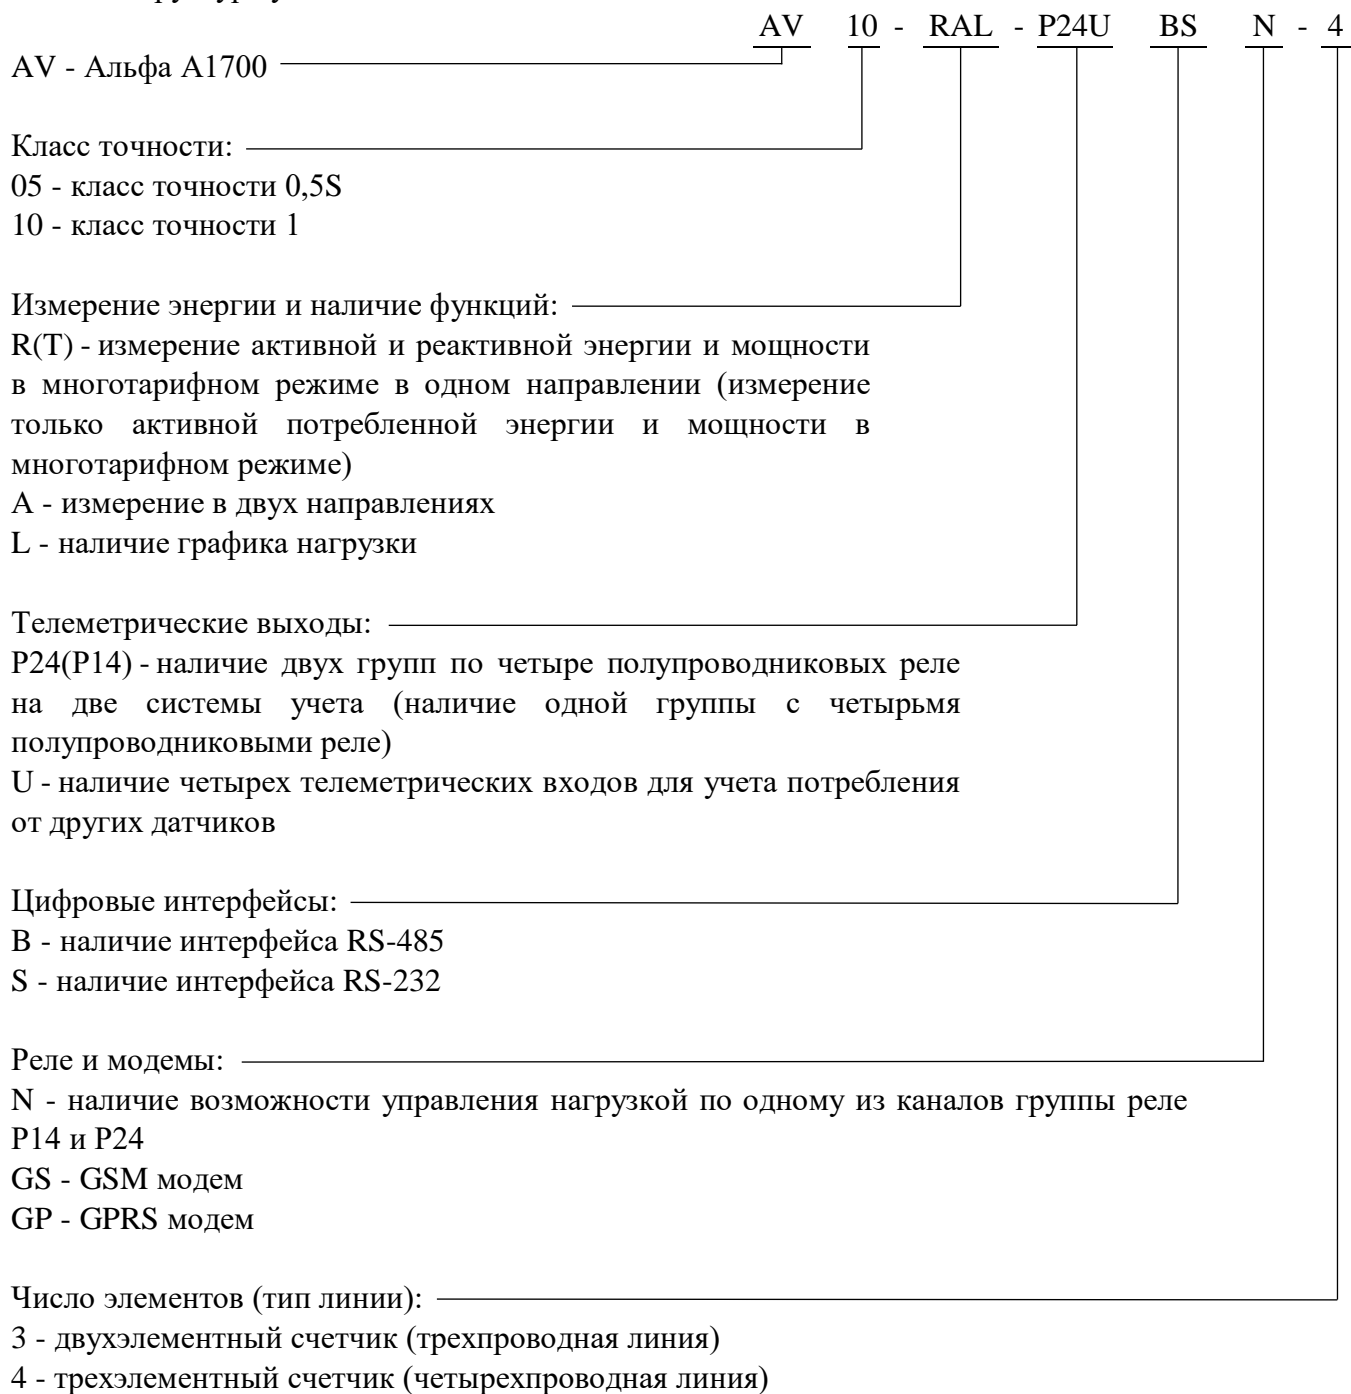 AV 10 - RAL - P24U BS N - 4
AV - Альфа А1700
Класс точности:
05 - класс точности 0,5S
10 - класс точности 1
Измерение энергии и наличие функций:
R(T) - измерение активной и реактивной энергии и мощности
в многотарифном режиме в одном направлении (измерение
только активной потребленной энергии и мощности в
многотарифном режиме)
А - измерение в двух направлениях
L - наличие графика нагрузки
Телеметрические выходы:
P24(P14) - наличие двух групп по четыре полупроводниковых реле
на две системы учета (наличие одной группы с четырьмя
полупроводниковыми реле)
U - наличие четырех телеметрических входов для учета потребления
от других датчиков
Цифровые интерфейсы:
B - наличие интерфейса RS-485
S - наличие интерфейса RS-232
Реле и модемы:
N - наличие возможности управления нагрузкой по одному из каналов группы реле
P14 и P24
GS - GSM модем
GP - GPRS модем
Число элементов (тип линии):
3 - двухэлементный счетчик (трехпроводная линия)
4 - трехэлементный счетчик (четырехпроводная линия)